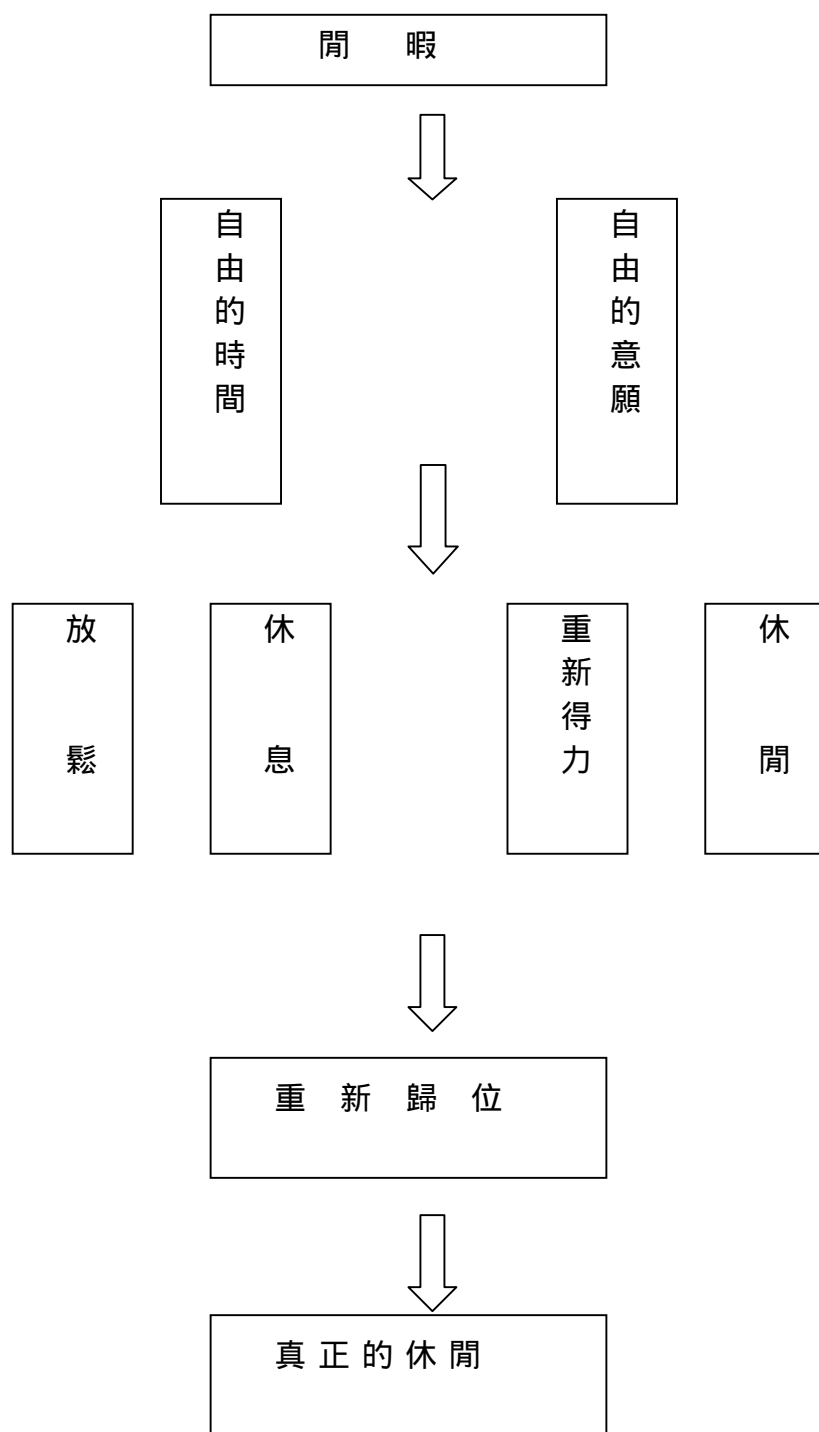 閒暇
自由的時間
自由的意願
放鬆
休息
重新得力
休閒
重新歸位
真正的休閒